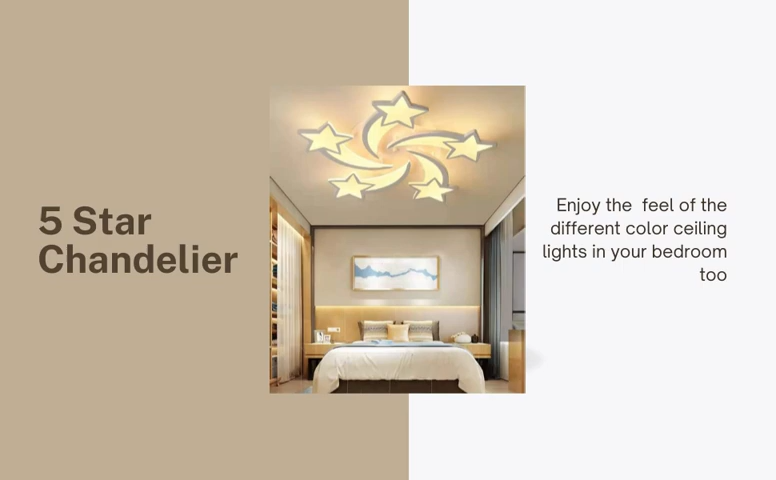 5 Star
Chandelier
Enjoy the  feel of the
different color ceiling
lights in your bedroom
too